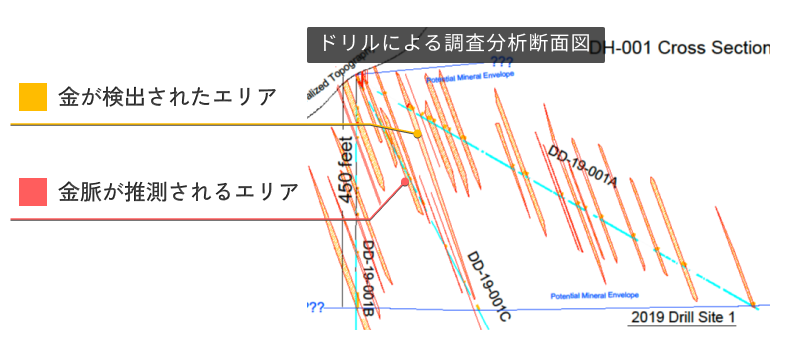 ドリルによる調査分析断面図
DH-001 Cross Section
???
alized Topography
Potential Mineral Envelope
金が検出されたエリア
450 feet
DD-19-001A
金脈が推測されるエリア
DD-19-001B
DD-19-001C
Potential Mineral Envelope
???
2019 Drill Site 1